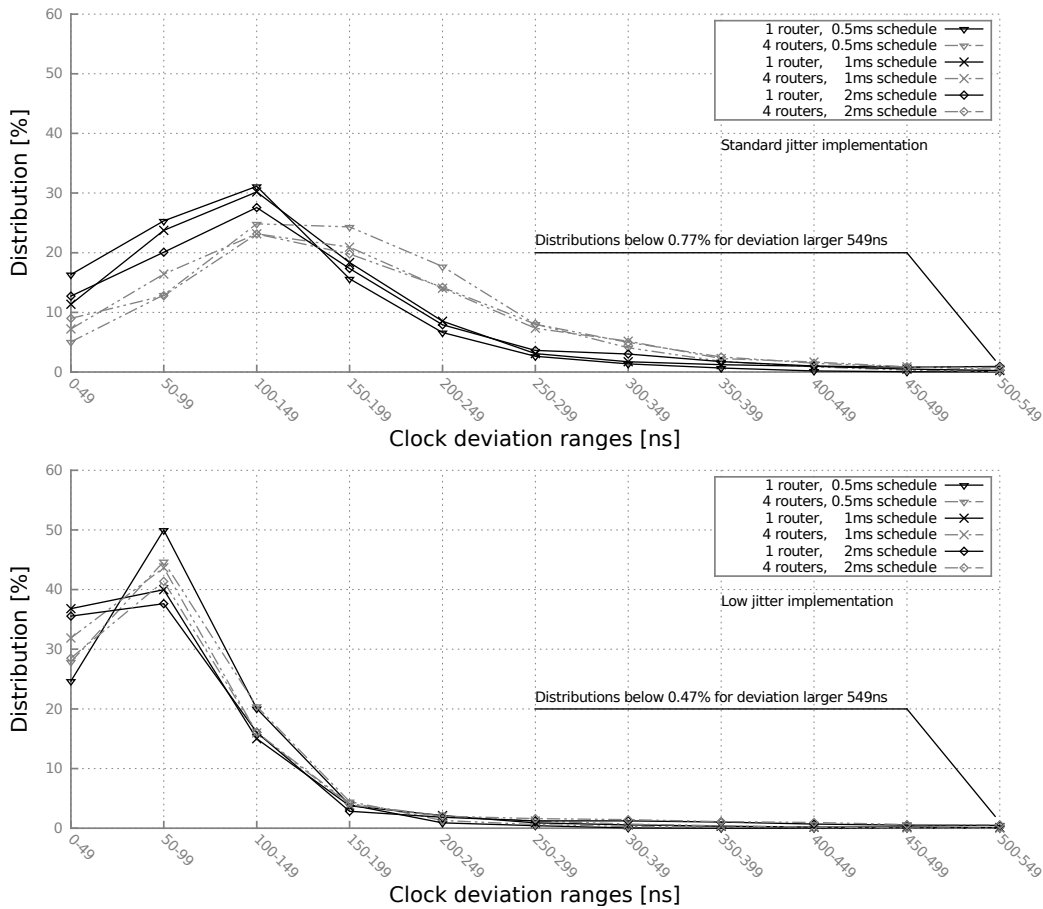 60
50
40
30
20
10
0
Distribution [%]
1 router, 0.5ms schedule
4 routers, 0.5ms schedule
1 router, 1ms schedule
4 routers, 1ms schedule
1 router, 2ms schedule
4 routers, 2ms schedule
Standard jitter implementation
Distributions below 0.77% for deviation larger 549ns
0-49
50-99
100-149
150-199
200-249
250-299
300-349
350-399
400-449
450-499
500-549
Clock deviation ranges [ns]
60
50
40
30
20
10
0
Distribution [%]
1 router, 0.5ms schedule
4 routers, 0.5ms schedule
1 router, 1ms schedule
4 routers, 1ms schedule
1 router, 2ms schedule
4 routers, 2ms schedule
Low jitter implementation
Distributions below 0.47% for deviation larger 549ns
0-49
50-99
100-149
150-199
200-249
250-299
300-349
350-399
400-449
450-499
500-549
Clock deviation ranges [ns]